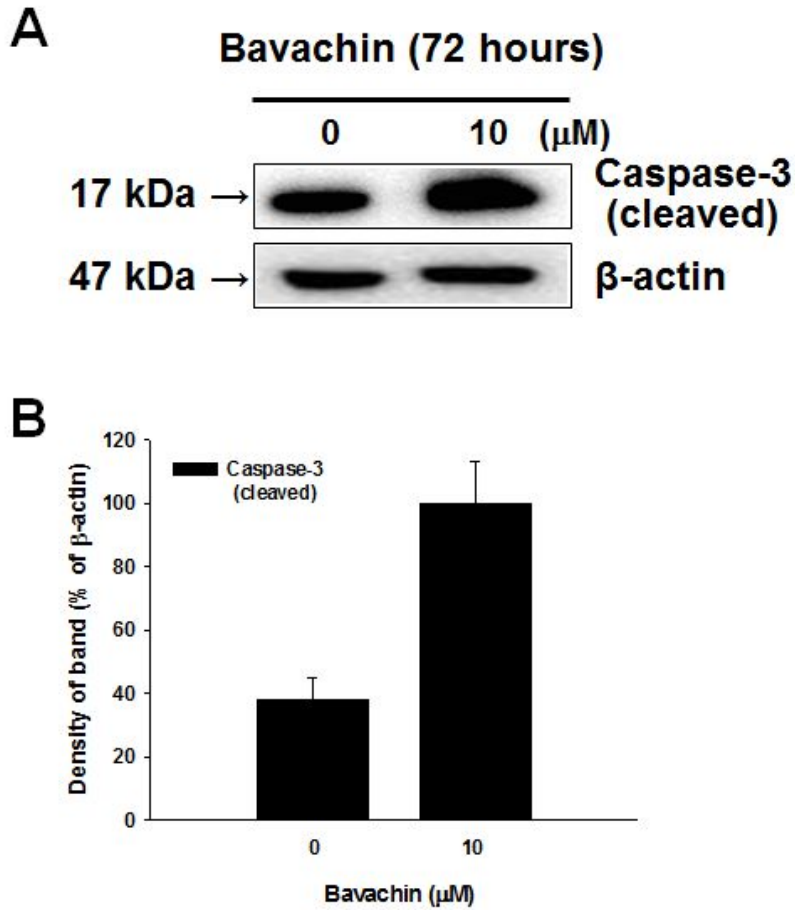 A
Bavachin (72 hours)
0 10 (μM)
17 kDa → Caspase-3
(cleaved)
47 kDa → β-actin
B
Density of band (% of β-actin)
120
100
80
60
40
20
0
Caspase-3
(cleaved)
0 10
Bavachin (μM)